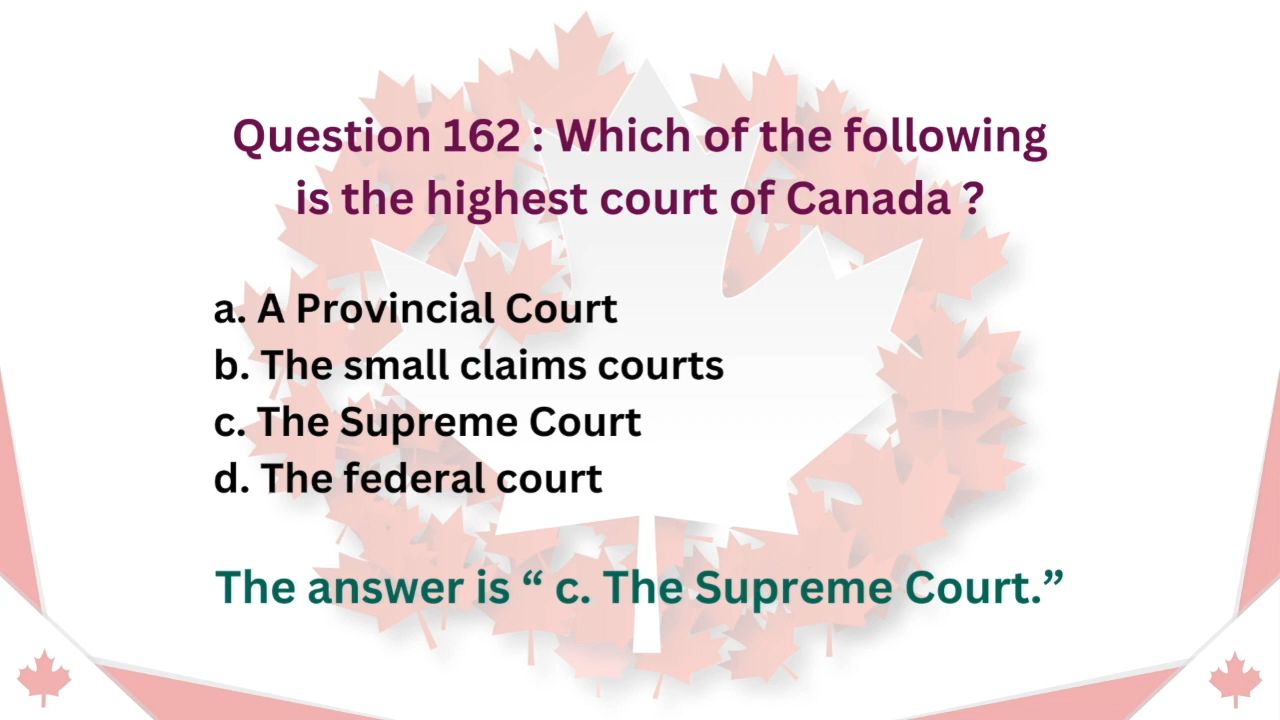 Question 162 : Which of the following
is the highest court of Canada ?
a. A Provincial Court
b. The small claims courts
c. The Supreme Court
d. The federal court
The answer is “ c. The Supreme Court.”